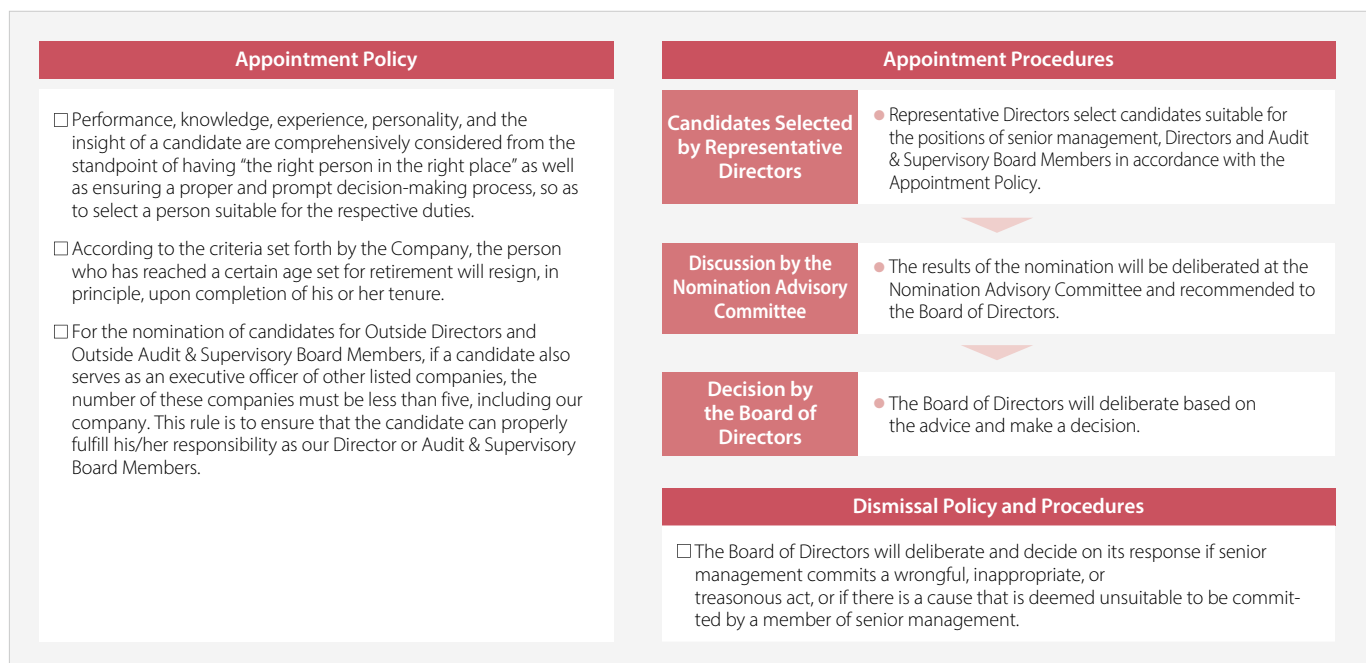 Appointment Policy
□ Performance, knowledge, experience, personality, and the
insight of a candidate are comprehensively considered from the
standpoint of having “the right person in the right place” as well
as ensuring a proper and prompt decision-making process, so as
to select a person suitable for the respective duties.
□ According to the criteria set forth by the Company, the person
who has reached a certain age set for retirement will resign, in
principle, upon completion of his or her tenure.
□ For the nomination of candidates for Outside Directors and
Outside Audit & Supervisory Board Members, if a candidate also
serves as an executive officer of other listed companies, the
number of these companies must be less than five, including our
company. This rule is to ensure that the candidate can properly
fulfill his/her responsibility as our Director or Audit & Supervisory
Board Members.
Appointment Procedures
Candidates Selected
by Representative
Directors
● Representative Directors select candidates suitable for
the positions of senior management, Directors and Audit
& Supervisory Board Members in accordance with the
Appointment Policy.
Discussion by the
Nomination Advisory
Committee
● The results of the nomination will be deliberated at the
Nomination Advisory Committee and recommended to
the Board of Directors.
Decision by
the Board of
Directors
● The Board of Directors will deliberate based on
the advice and make a decision.
Dismissal Policy and Procedures
□ The Board of Directors will deliberate and decide on its response if senior
management commits a wrongful, inappropriate, or
treasonous act, or if there is a cause that is deemed unsuitable to be commit-
ted by a member of senior management.